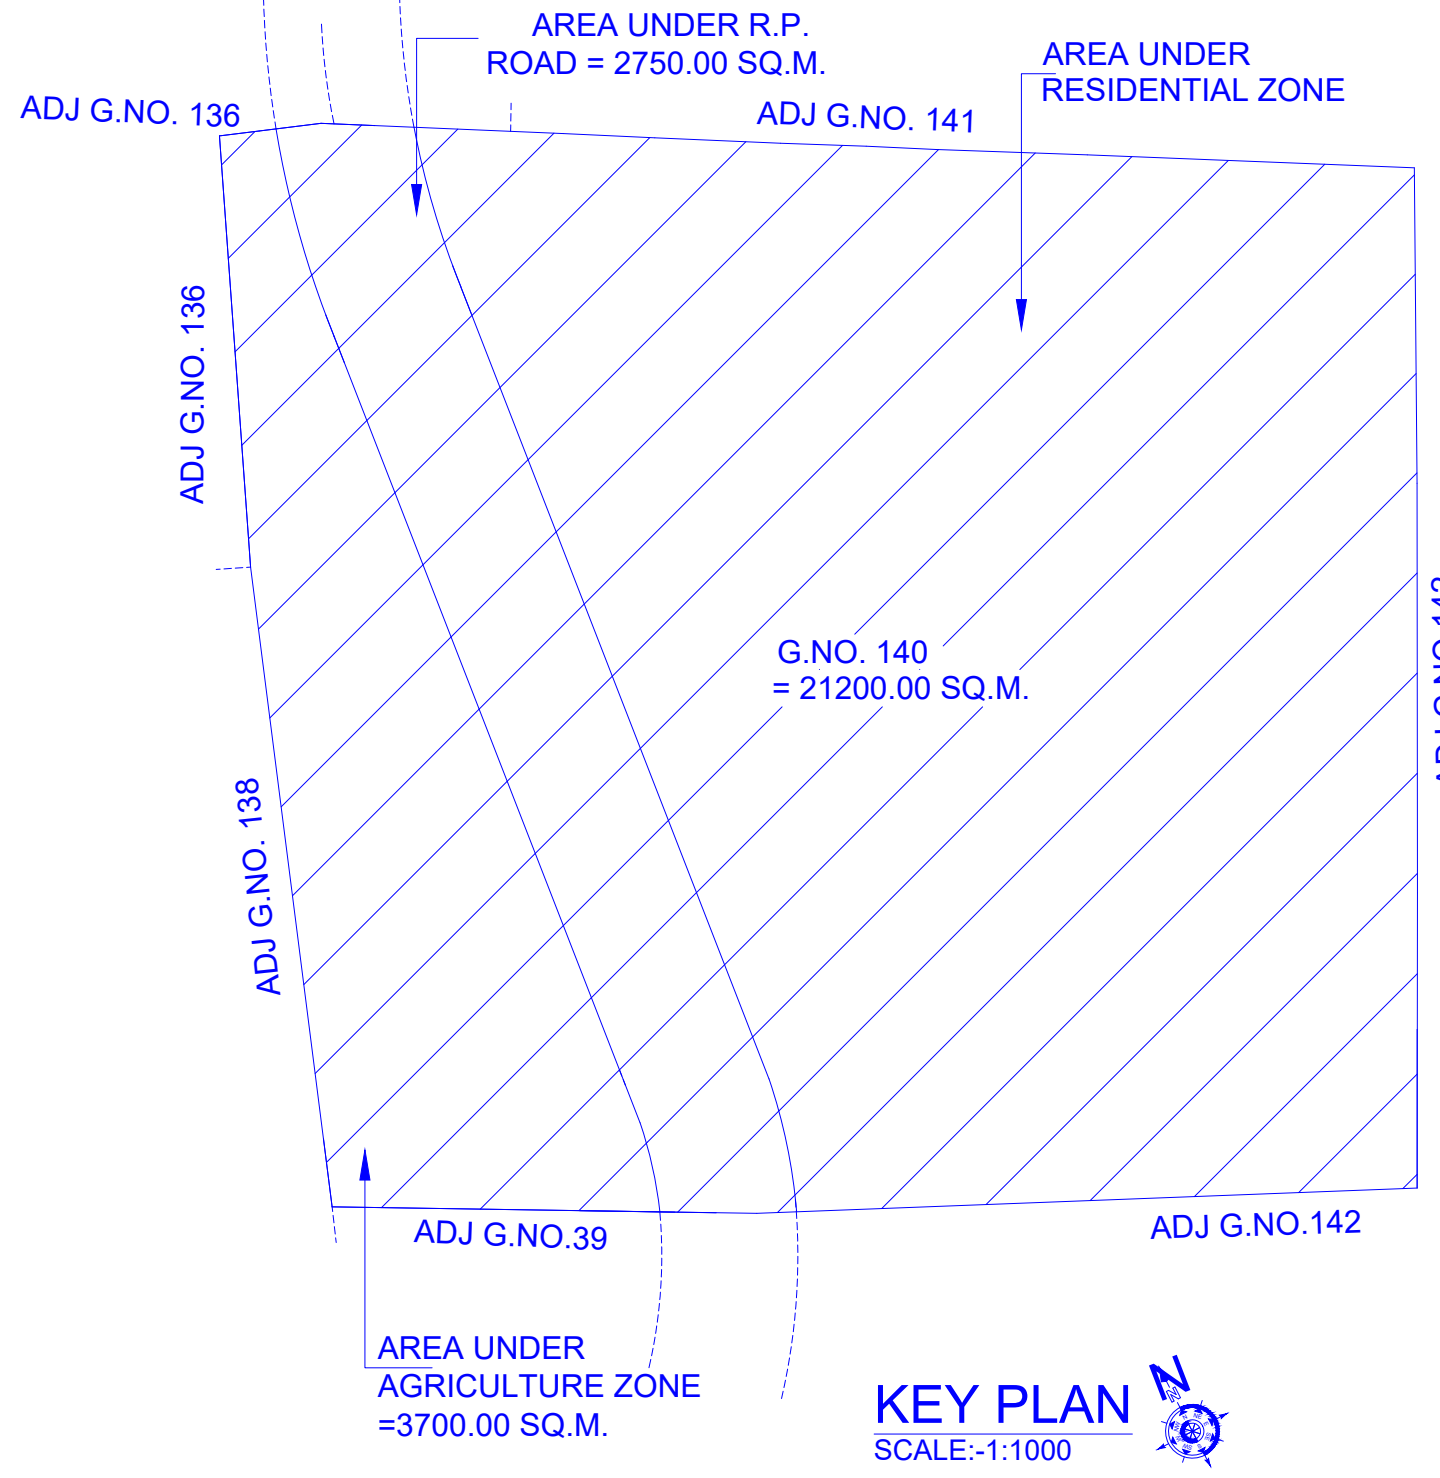 AREA UNDER R.P.
ROAD = 2750.00 SQ.M.
AREA UNDER
RESIDENTIAL ZONE
ADJ G.NO. 136
ADJ G.NO. 141
ADJ G.NO. 136
G.NO. 140
= 21200.00 SQ.M.
ADJ G.NO. 138
ADJ G.NO.39
ADJ G.NO.142
AREA UNDER
AGRICULTURE ZONE
=3700.00 SQ.M.
KEY PLAN
SCALE:-1:1000
N